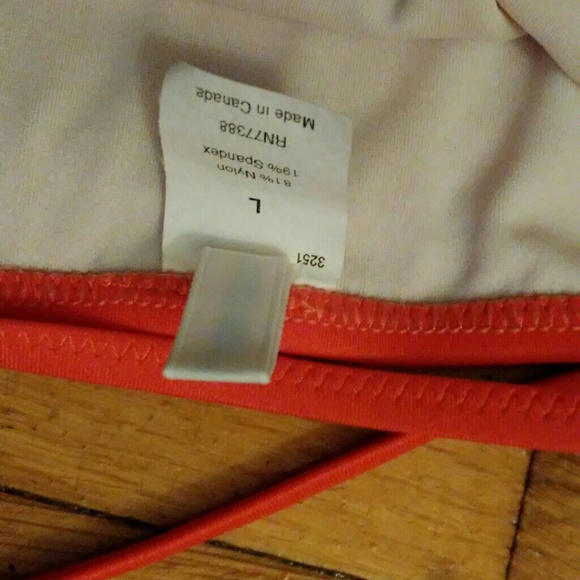 3251
L
81% Nylon
19% Spandex
RN77388
Made in Canada